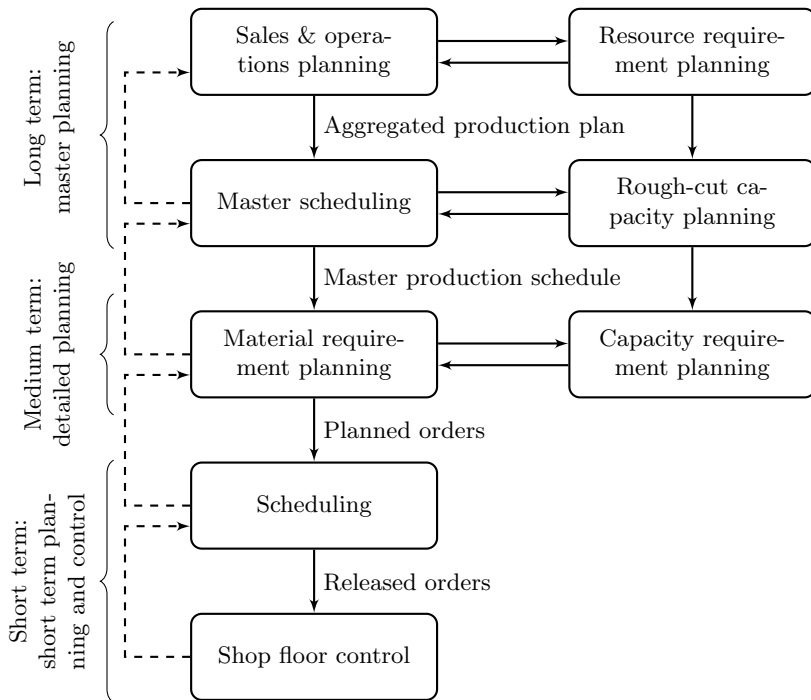 Sales & opera-
tions planning
Resource require-
ment planning
Long term:
master planning
Aggregated production plan
Master scheduling
Rough-cut ca-
pacity planning
Master production schedule
Medium term:
detailed planning
Material require-
ment planning
Capacity require-
ment planning
Planned orders
Short term:
short term plan-
ning and control
Scheduling
Released orders
Shop floor control